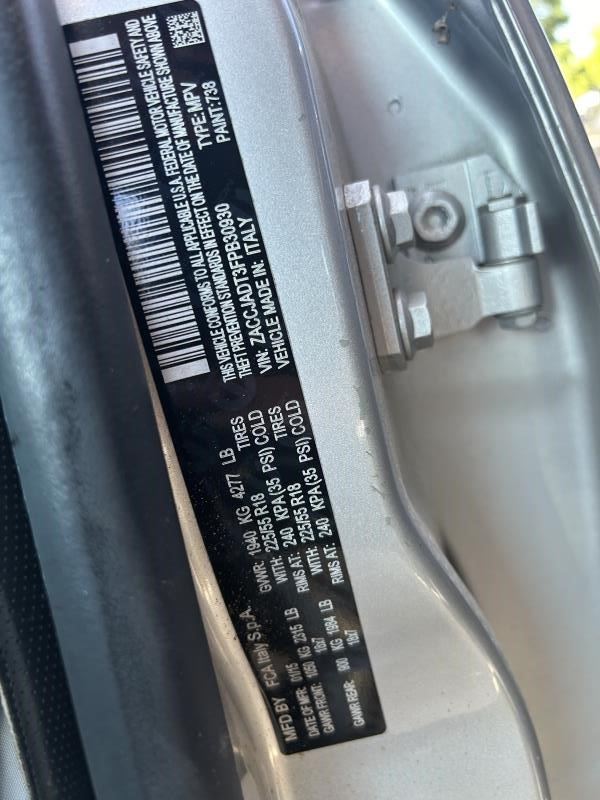 MFD BY FCA Italy S.p.A.
DATE OF MFR: 01/15 GVWR: 1940 KG 4277 LB
GAWR FRONT: 1050 KG 2315 LB WITH: 225/55 R18 TIRES
18x7 RIMS AT: 240 KPA(35 PSI) COLD
GAWR REAR: 900 KG 1984 LB WITH: 225/55 R18 TIRES
18x7 RIMS AT: 240 KPA(35 PSI) COLD
THIS VEHICLE CONFORMS TO ALL APPLICABLE U.S.A. FEDERAL MOTOR VEHICLE SAFETY AND
THEFT PREVENTION STANDARDS IN EFFECT ON THE DATE OF MANUFACTURE SHOWN ABOVE
VIN: ZACCJADT3FPB30930 TYPE:MPV
VEHICLE MADE IN: ITALY PAINT:738